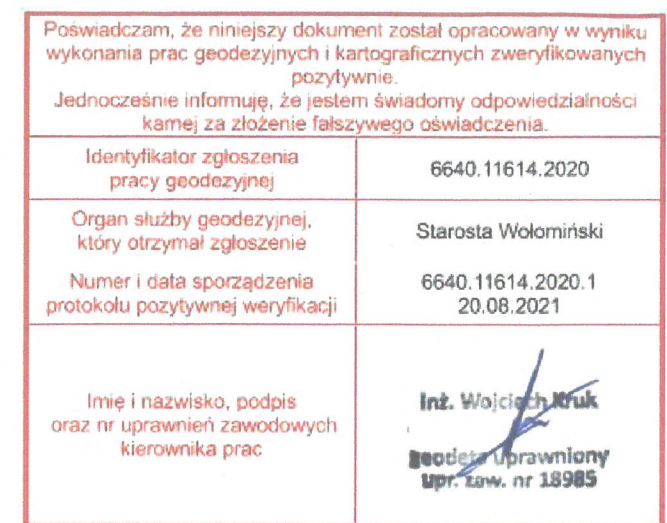 Poświadczam, że niniejszy dokument został opracowany w wyniku
wykonania prac geodezyjnych i kartograficznych zweryfikowanych
pozytywnie.
Jednocześnie informuję, że jestem świadomy odpowiedzialności
karnej za złożenie fałszywego oświadczenia.
Identyfikator zgłoszenia
pracy geodezyjnej
6640.11614.2020
Organ służby geodezyjnej,
który otrzymał zgłoszenie
Starosta Wołomiński
Numer i data sporządzenia
protokołu pozytywnej weryfikacji
6640.11614.2020.1
20.08.2021
Imię i nazwisko, podpis
oraz nr uprawnień zawodowych
kierownika prac
Inż. Wojciech Kruk
geodeta uprawniony
upr. zaw. nr 18985